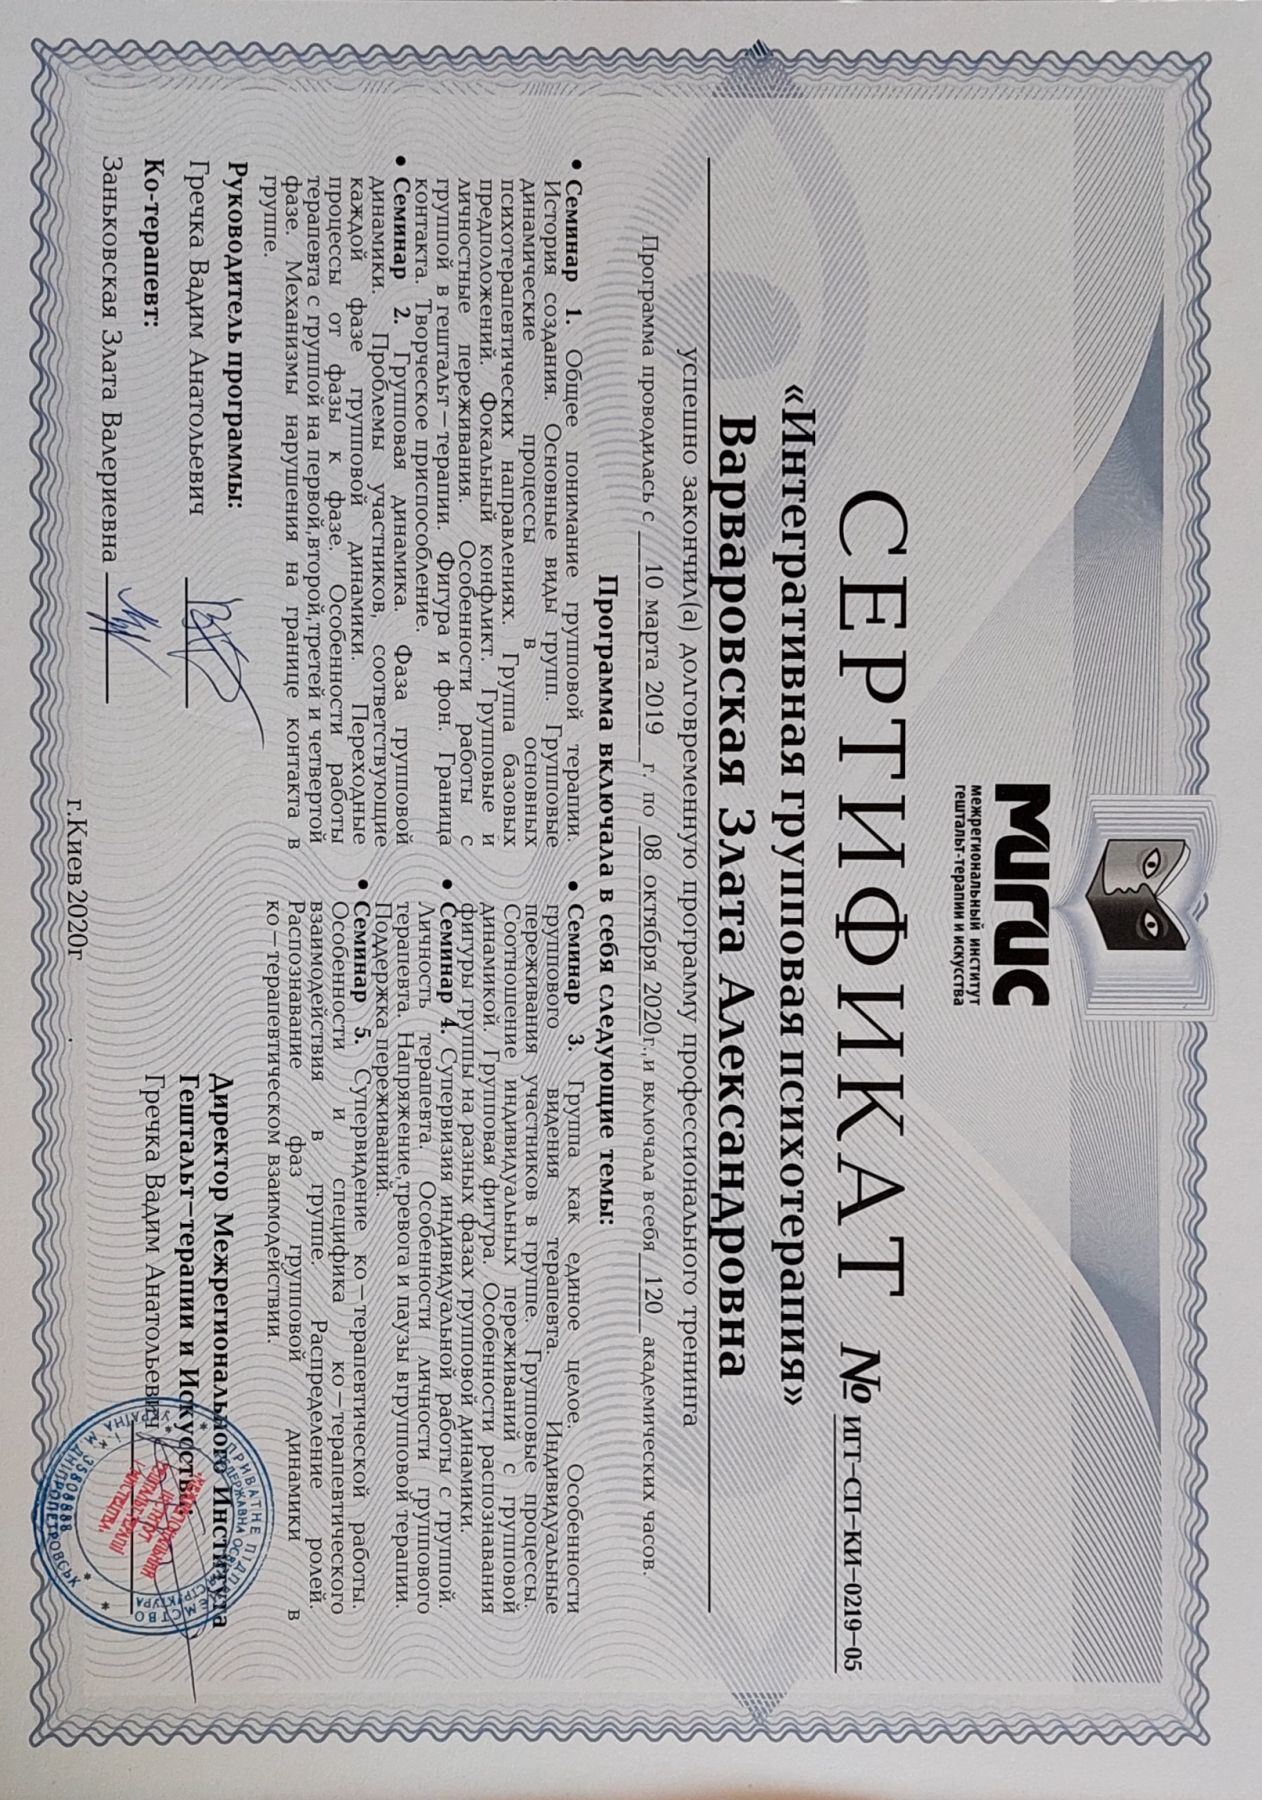 мигис
межрегиональный институт
гештальт-терапии и искусства
СЕРТИФИКАТ № ИГТ-СП-КИ-0219-05
«Интегративная групповая психотерапия»
Варваровская Злата Александровна
успешно закончил(а) долговременную программу профессионального тренинга
Программа проводилась с 10 марта 2019 г. по 08 октября 2020г.,и включала всебя 120 академических часов.
Программа включала в себя следующие темы:
• Семинар 1. Общее понимание групповой терапии.
История создания. Основные виды групп. Групповые
динамические процессы в основных
психотерапевтических направлениях. Группа базовых
предположений. Фокальный конфликт. Групповые и
личностные переживания. Особенности работы с
группой в гештальт-терапии. Фигура и фон. Граница
контакта. Творческое приспособление.
• Семинар 2. Групповая динамика. Фаза групповой
динамики. Проблемы участников, соответствующие
каждой фазе групповой динамики. Переходные
процессы от фазы к фазе. Особенности работы
терапевта с группой на первой,второй,третей и четвертой
фазе. Механизмы нарушения на границе контакта в
группе.
• Семинар 3. Группа как единое целое. Особенности
группового видения терапевта. Индивидуальные
переживания участников в группе. Групповые процессы.
Соотношение индивидуальных переживаний с групповой
динамикой. Групповая фигура. Особенности распознавания
фигуры группы на разных фазах групповой динамики.
• Семинар 4. Супервизия индивидуальной работы с группой.
Личность терапевта. Особенности личности группового
терапевта. Напряжение,тревога и паузы вгрупповой терапии.
Поддержка переживаний.
• Семинар 5. Супервидение ко-терапевтической работы.
Особенности и специфика ко-терапевтического
взаимодействия в группе. Распределение ролей.
Распознавание фаз групповой динамики в
ко-терапевтическом взаимодействии.
Руководитель программы:
Гречка Вадим Анатольевич
Ко-терапевт:
Заньковская Злата Валериевна
Директор Межрегионального Института
Гештальт-терапии и Искусства:
Гречка Вадим Анатольевич
г.Киев2020г
УКРАЇНА * М.ДНІПРОПЕТРОВСЬК *
і.к. 35808888